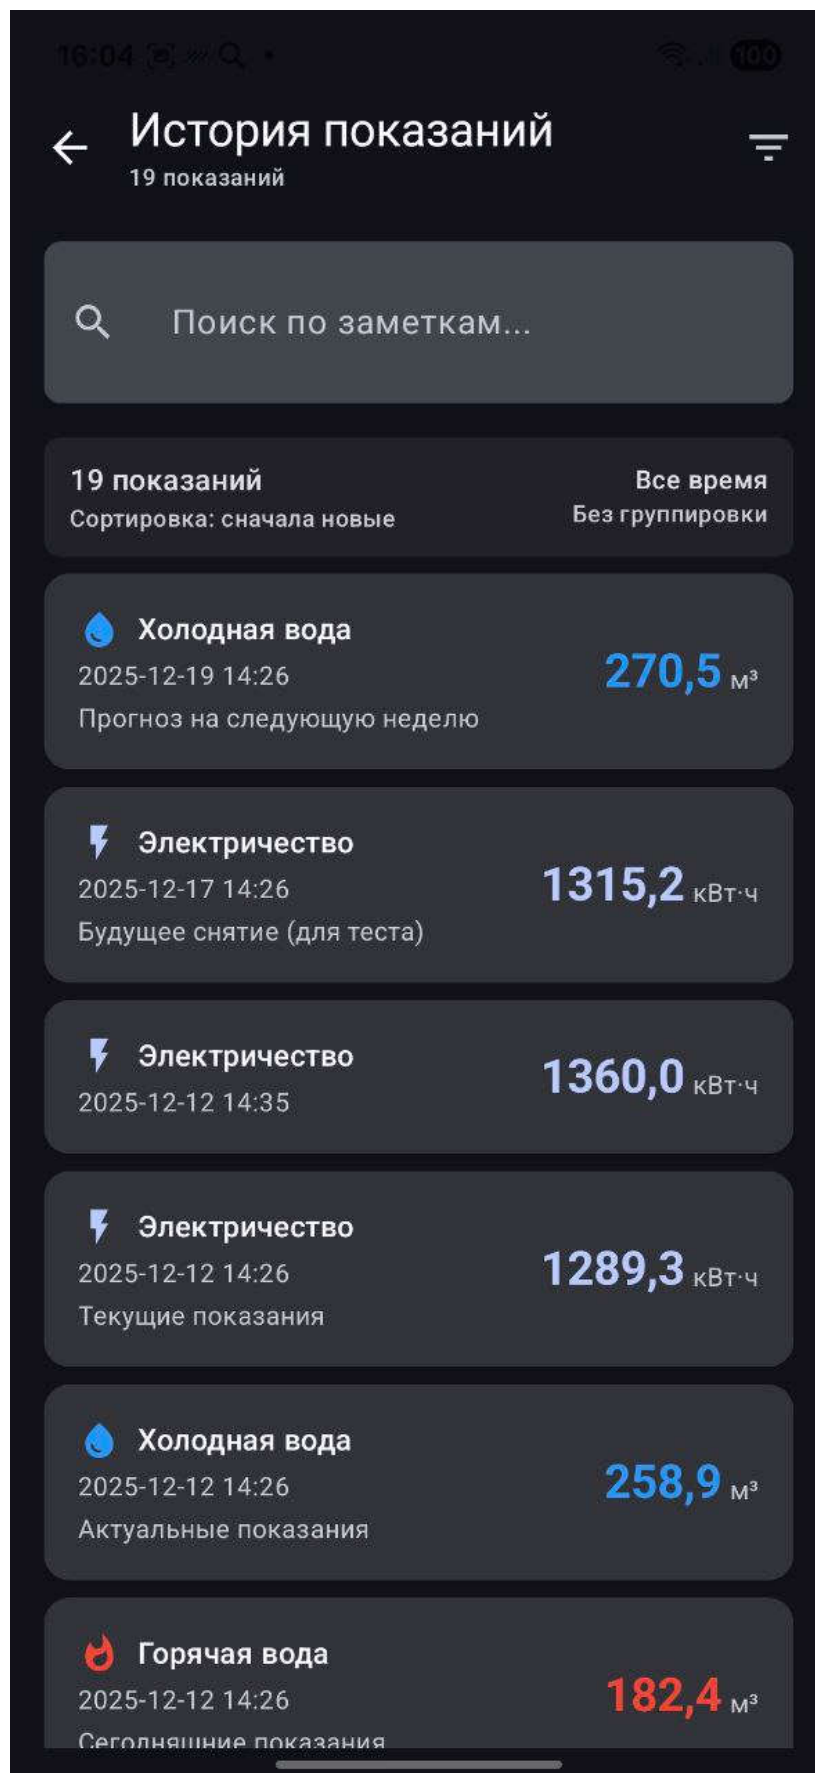 16:04
100
История показаний
19 показаний
Поиск по заметкам...
19 показаний
Все время
Сортировка: сначала новые
Без группировки
Холодная вода
2025-12-19 14:26
270,5 м³
Прогноз на следующую неделю
Электричество
2025-12-17 14:26
1315,2 кВт·ч
Будущее снятие (для теста)
Электричество
1360,0 кВт·ч
2025-12-12 14:35
Электричество
2025-12-12 14:26
1289,3 кВт·ч
Текущие показания
Холодная вода
2025-12-12 14:26
258,9 м³
Актуальные показания
Горячая вода
2025-12-12 14:26
182,4 м³
Сегодняшние показания